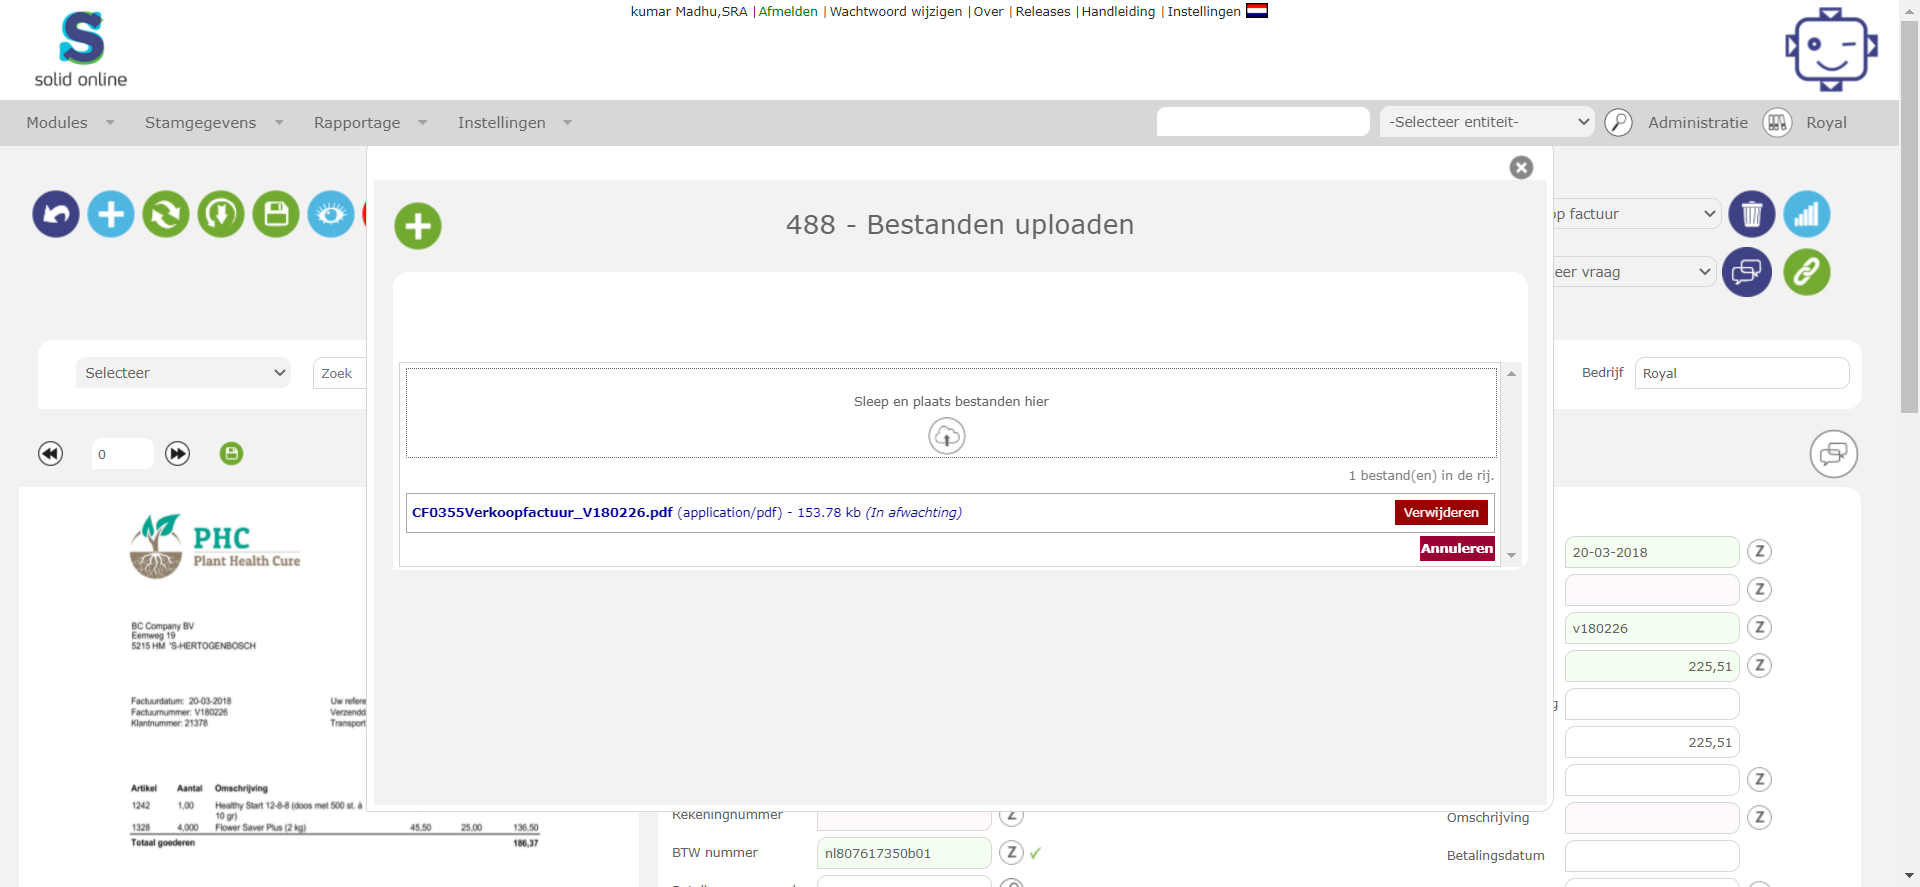 kumar Madhu,SRA |Afmelden |Wachtwoord wijzigen |Over |Releases |Handleiding |Instellingen
S
solid online
Modules Stamgegevens Rapportage Instellingen -Selecteer entiteit- Administratie Royal
488 - Bestanden uploaden
op factuur
eer vraag
Selecteer Zoek
Bedrijf Royal
Sleep en plaats bestanden hier
0
1 bestand(en) in de rij.
CF0355Verkoopfactuur_V180226.pdf (application/pdf) - 153.78 kb (In afwachting) Verwijderen
Annuleren
PHC
Plant Health Cure
BC Company BV
Eemweg 19
5215 HM 'S-HERTOGENBOSCH
Factuurdatum: 20-03-2018 Uw refere
Factuurnummer: V180226 Verzendd
Klantnummer: 21378 Transport
Artikel Aantal Omschrijving
1242 1,00 Healthy Start 12-8-8 (doos met 500 st. à
10 gr)
1328 4,000 Flower Saver Plus (2 kg) 45,50 25,00 136,50
Totaal goederen 186,37
20-03-2018 Z
Z
v180226 Z
225,51 Z
g
225,51
Z
Rekeningnummer Z
Omschrijving Z
BTW nummer nl807617350b01 Z
Betalingsdatum